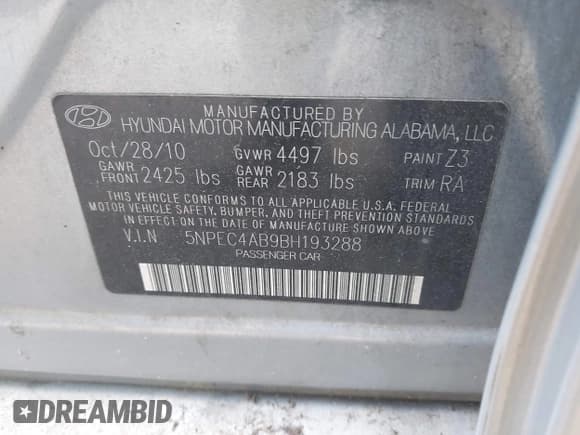 MANUFACTURED BY
HYUNDAI MOTOR MANUFACTURING ALABAMA, LLC
Oct/28/10 GVWR 4497 lbs PAINT Z3
GAWR FRONT 2425 lbs GAWR REAR 2183 lbs TRIM RA
THIS VEHICLE CONFORMS TO ALL APPLICABLE U.S.A. FEDERAL
MOTOR VEHICLE SAFETY, BUMPER, AND THEFT PREVENTION STANDARDS
IN EFFECT ON THE DATE OF MANUFACTURE SHOWN ABOVE
V.I.N 5NPEC4AB9BH193288
PASSENGER CAR
DREAMBID